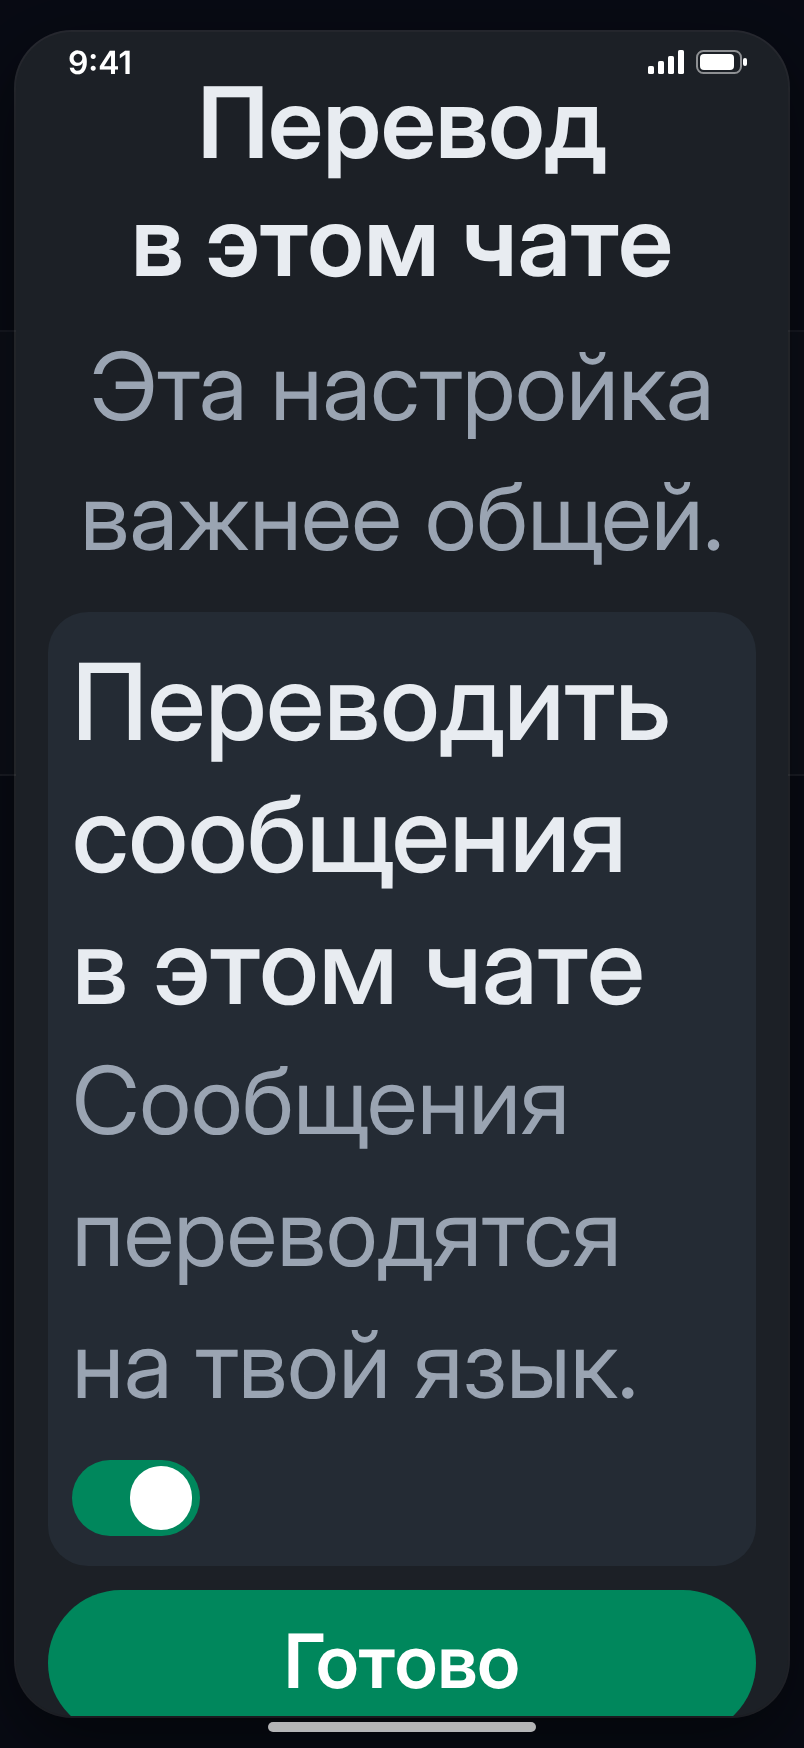 9:41
Перевод
в этом чате
Эта настройка
важнее общей.
Переводить
сообщения
в этом чате
Сообщения
переводятся
на твой язык.
Готово